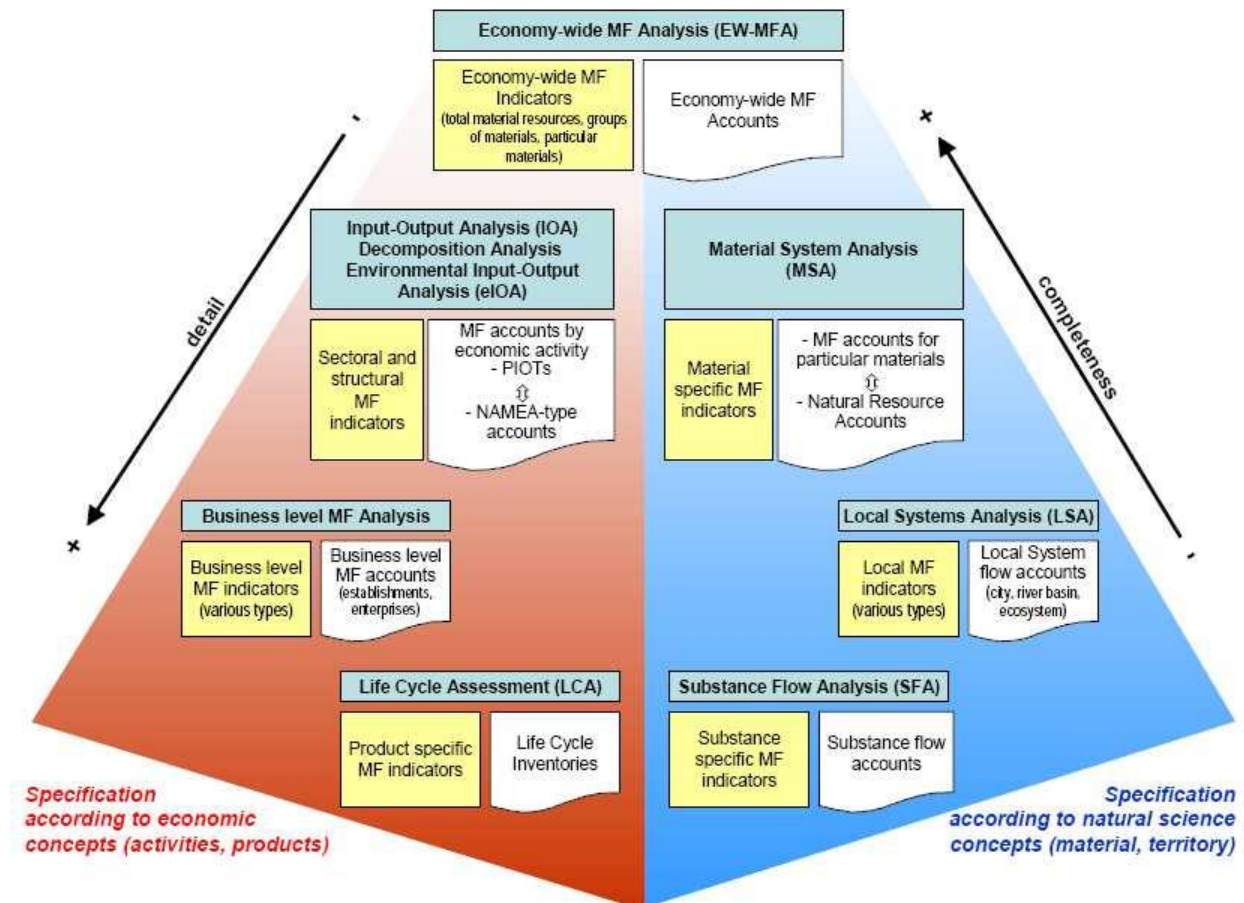 Economy-wide MF Analysis (EW-MFA)
Economy-wide MF
Indicators
(total material resources, groups
of materials, particular
materials)
Economy-wide MF
Accounts
-
+
detail
completeness
Input-Output Analysis (IOA)
Decomposition Analysis
Environmental Input-Output
Analysis (eIOA)
Sectoral and
structural
MF
indicators
MF accounts by
economic activity
- PIOTs
⇕
- NAMEA-type
accounts
Material System Analysis
(MSA)
Material
specific MF
indicators
- MF accounts for
particular materials
⇕
- Natural Resource
Accounts
+
-
Business level MF Analysis
Business level
MF indicators
(various types)
Business level
MF accounts
(establishments,
enterprises)
Local Systems Analysis (LSA)
Local MF
indicators
(various types)
Local System
flow accounts
(city, river basin,
ecosystem)
Life Cycle Assessment (LCA)
Product specific
MF indicators
Life Cycle
Inventories
Substance Flow Analysis (SFA)
Substance
specific MF
indicators
Substance flow
accounts
Specification
according to economic
concepts (activities, products)
Specification
according to natural science
concepts (material, territory)